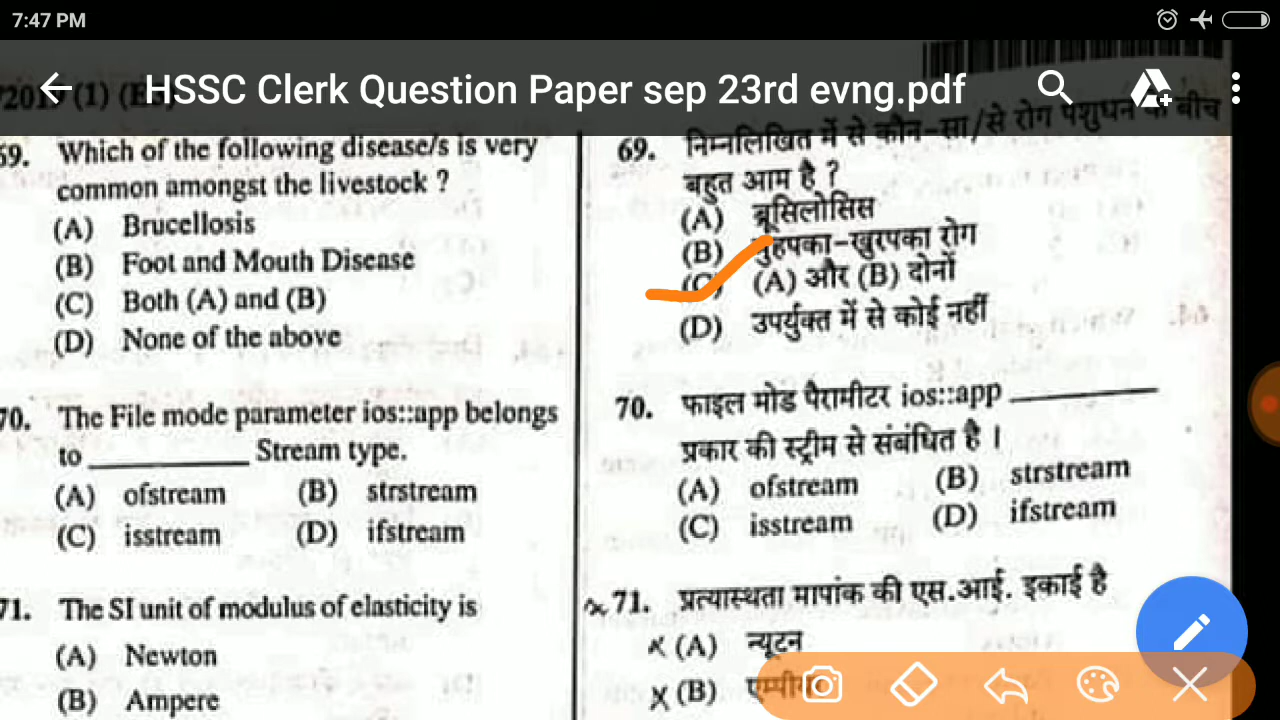 7:47 PM
HSSC Clerk Question Paper sep 23rd evng.pdf
69. Which of the following disease/s is very
common amongst the livestock ?
(A) Brucellosis
(B) Foot and Mouth Disease
(C) Both (A) and (B)
(D) None of the above
70. The File mode parameter ios::app belongs
to __________ Stream type.
(A) ofstream (B) strstream
(C) isstream (D) ifstream
71. The SI unit of modulus of elasticity is
(A) Newton
(B) Ampere
69. निम्नलिखित में से कौन-सा/से रोग पशुधन के बीच
बहुत आम है ?
(A) ब्रूसिलोसिस
(B) मुँहपका-खुरपका रोग
(C) (A) और (B) दोनों
(D) उपर्युक्त में से कोई नहीं
70. फाइल मोड पैरामीटर ios::app __________
प्रकार की स्ट्रीम से संबंधित है ।
(A) ofstream (B) strstream
(C) isstream (D) ifstream
71. प्रत्यास्थता मापांक की एस.आई. इकाई है
(A) न्यूटन
(B)